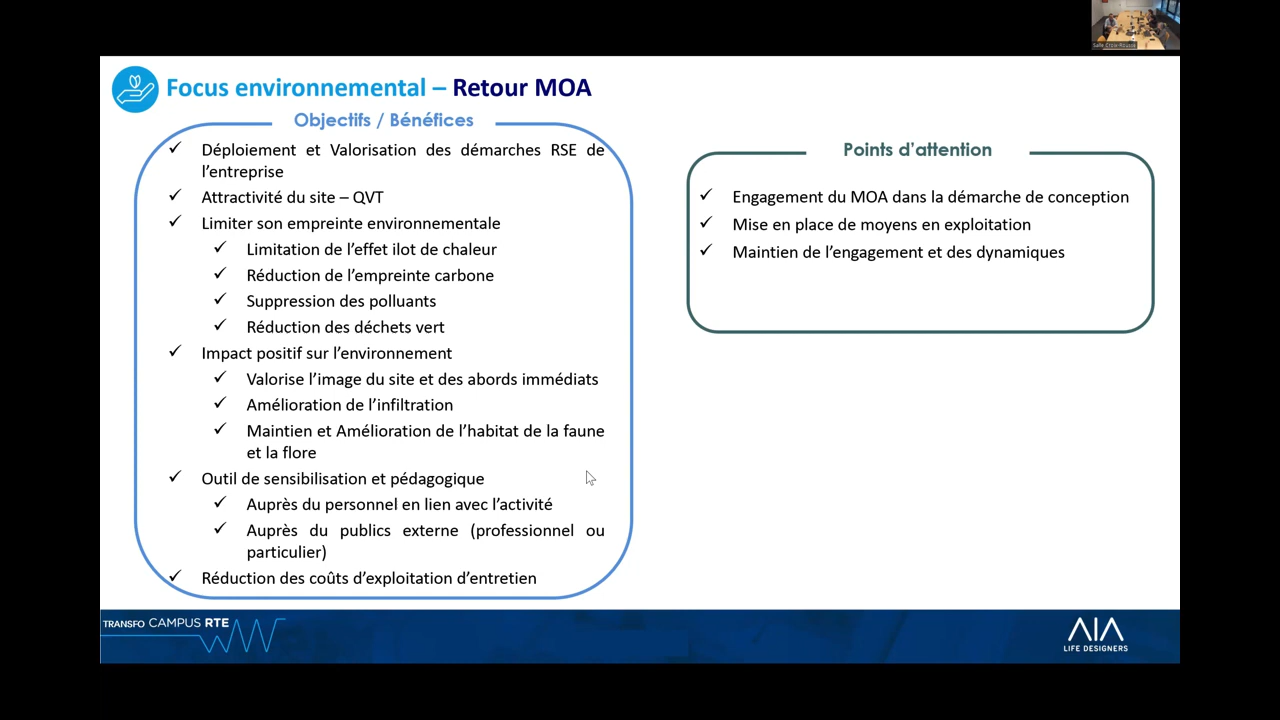 Salle Croix-Rousse
Focus environnemental – Retour MOA
Objectifs / Bénéfices
Déploiement et Valorisation des démarches RSE de
l’entreprise
Attractivité du site – QVT
Limiter son empreinte environnementale
Limitation de l’effet ilot de chaleur
Réduction de l’empreinte carbone
Suppression des polluants
Réduction des déchets vert
Impact positif sur l’environnement
Valorise l’image du site et des abords immédiats
Amélioration de l’infiltration
Maintien et Amélioration de l’habitat de la faune
et la flore
Outil de sensibilisation et pédagogique
Auprès du personnel en lien avec l’activité
Auprès du publics externe (professionnel ou
particulier)
Réduction des coûts d’exploitation d’entretien
Points d’attention
Engagement du MOA dans la démarche de conception
Mise en place de moyens en exploitation
Maintien de l’engagement et des dynamiques
TRANSFO CAMPUS RTE
AIA
LIFE DESIGNERS